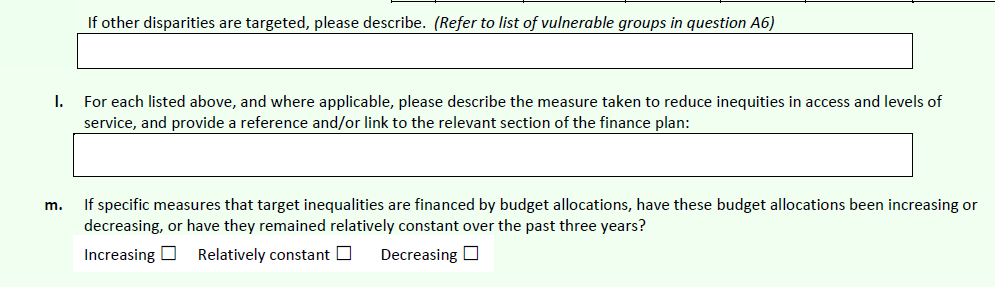 If other disparities are targeted, please describe. (Refer to list of vulnerable groups in question A6)
l. For each listed above, and where applicable, please describe the measure taken to reduce inequities in access and levels of
service, and provide a reference and/or link to the relevant section of the finance plan:
m. If specific measures that target inequalities are financed by budget allocations, have these budget allocations been increasing or
decreasing, or have they remained relatively constant over the past three years?
Increasing ☐ Relatively constant ☐ Decreasing ☐